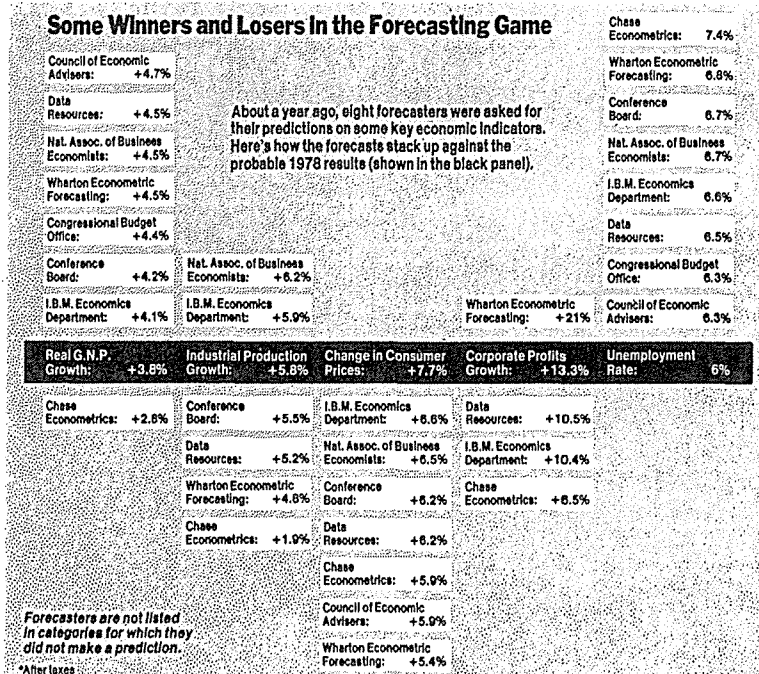 Some Winners and Losers in the Forecasting Game
About a year ago, eight forecasters were asked for
their predictions on some key economic indicators.
Here's how the forecasts stack up against the
probable 1978 results (shown in the black panel).
Council of Economic
Advisers: +4.7%
Data
Resources: +4.5%
Nat. Assoc. of Business
Economists: +4.5%
Wharton Econometric
Forecasting: +4.5%
Congressional Budget
Office: +4.4%
Conference
Board: +4.2%
I.B.M. Economics
Department: +4.1%
Real G.N.P.
Growth: +3.8%
Chase
Econometrics: +2.8%
Nat. Assoc. of Business
Economists: +6.2%
I.B.M. Economics
Department: +5.9%
Industrial Production
Growth: +5.8%
Conference
Board: +5.5%
Data
Resources: +5.2%
Wharton Econometric
Forecasting: +4.8%
Chase
Econometrics: +1.9%
Change in Consumer
Prices: +7.7%
I.B.M. Economics
Department: +6.6%
Nat. Assoc. of Business
Economists: +6.5%
Conference
Board: +6.2%
Data
Resources: +6.2%
Chase
Econometrics: +5.9%
Council of Economic
Advisers: +5.9%
Wharton Econometric
Forecasting: +5.4%
Wharton Econometric
Forecasting: +21%
Corporate Profits
Growth: +13.3%
Data
Resources: +10.5%
I.B.M. Economics
Department: +10.4%
Chase
Econometrics: +6.5%
Chase
Econometrics: 7.4%
Wharton Econometric
Forecasting: 6.8%
Conference
Board: 6.7%
Nat. Assoc. of Business
Economists: 6.7%
I.B.M. Economics
Department: 6.6%
Data
Resources: 6.5%
Congressional Budget
Office: 6.3%
Council of Economic
Advisers: 6.3%
Unemployment
Rate: 6%
Forecasters are not listed
in categories for which they
did not make a prediction.
*After taxes